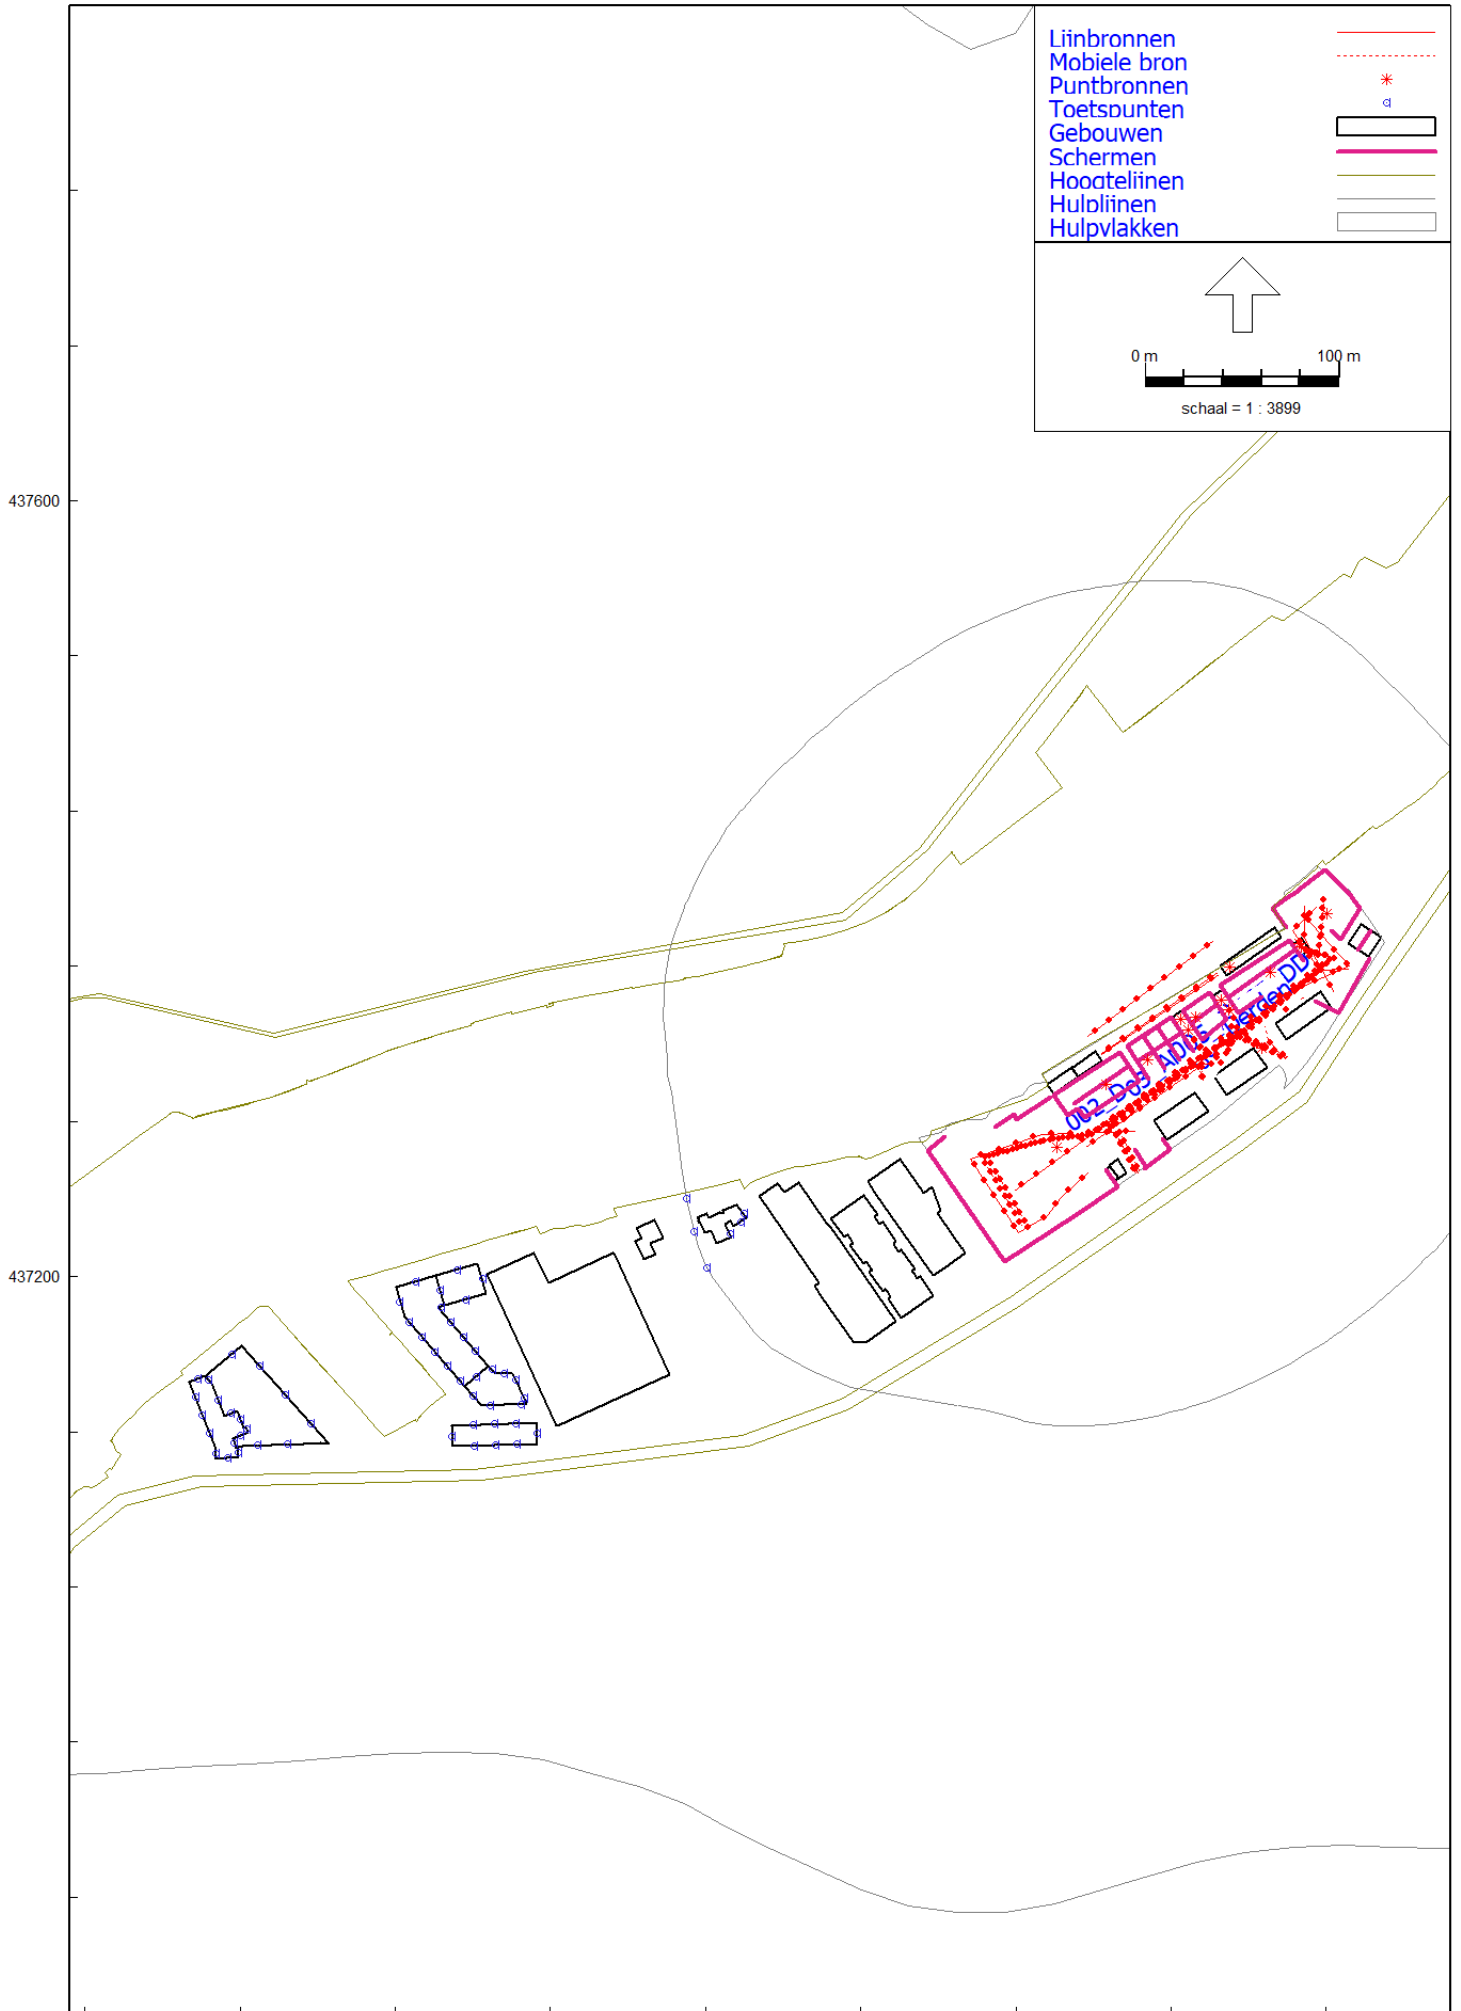 Lijnbronnen
Mobiele bron
Puntbronnen
Toetspunten
Gebouwen
Schermen
Hoogtelijnen
Hulplijnen
Hulpvlakken
0 m 100 m
schaal = 1 : 3899
437600
437200